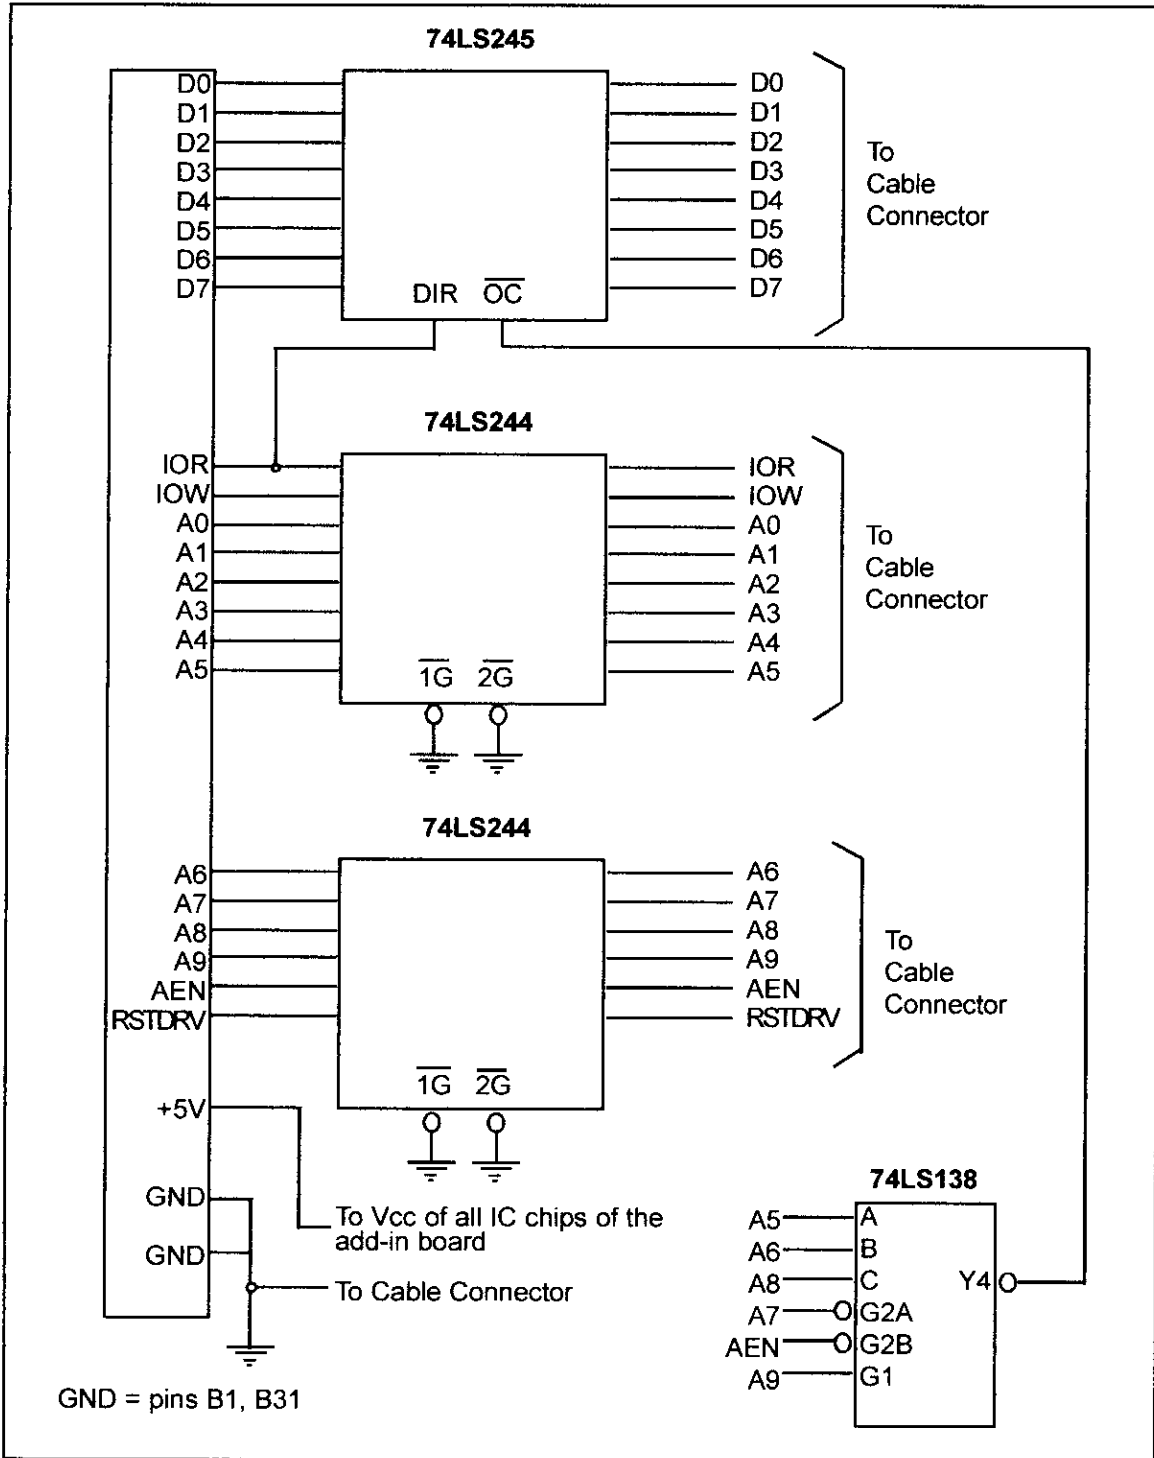 74LS245
D0 D0
D1 D1
D2 D2
D3 D3
D4 D4
D5 D5
D6 D6
D7 D7
DIR OC
To
Cable
Connector
74LS244
IOR IOR
IOW IOW
A0 A0
A1 A1
A2 A2
A3 A3
A4 A4
A5 A5
1G 2G
To
Cable
Connector
74LS244
A6 A6
A7 A7
A8 A8
A9 A9
AEN AEN
RSTDRV RSTDRV
1G 2G
To
Cable
Connector
+5V
GND
GND
To Vcc of all IC chips of the
add-in board
To Cable Connector
GND = pins B1, B31
74LS138
A5 A
A6 B
A8 C Y4
A7 G2A
AEN G2B
A9 G1